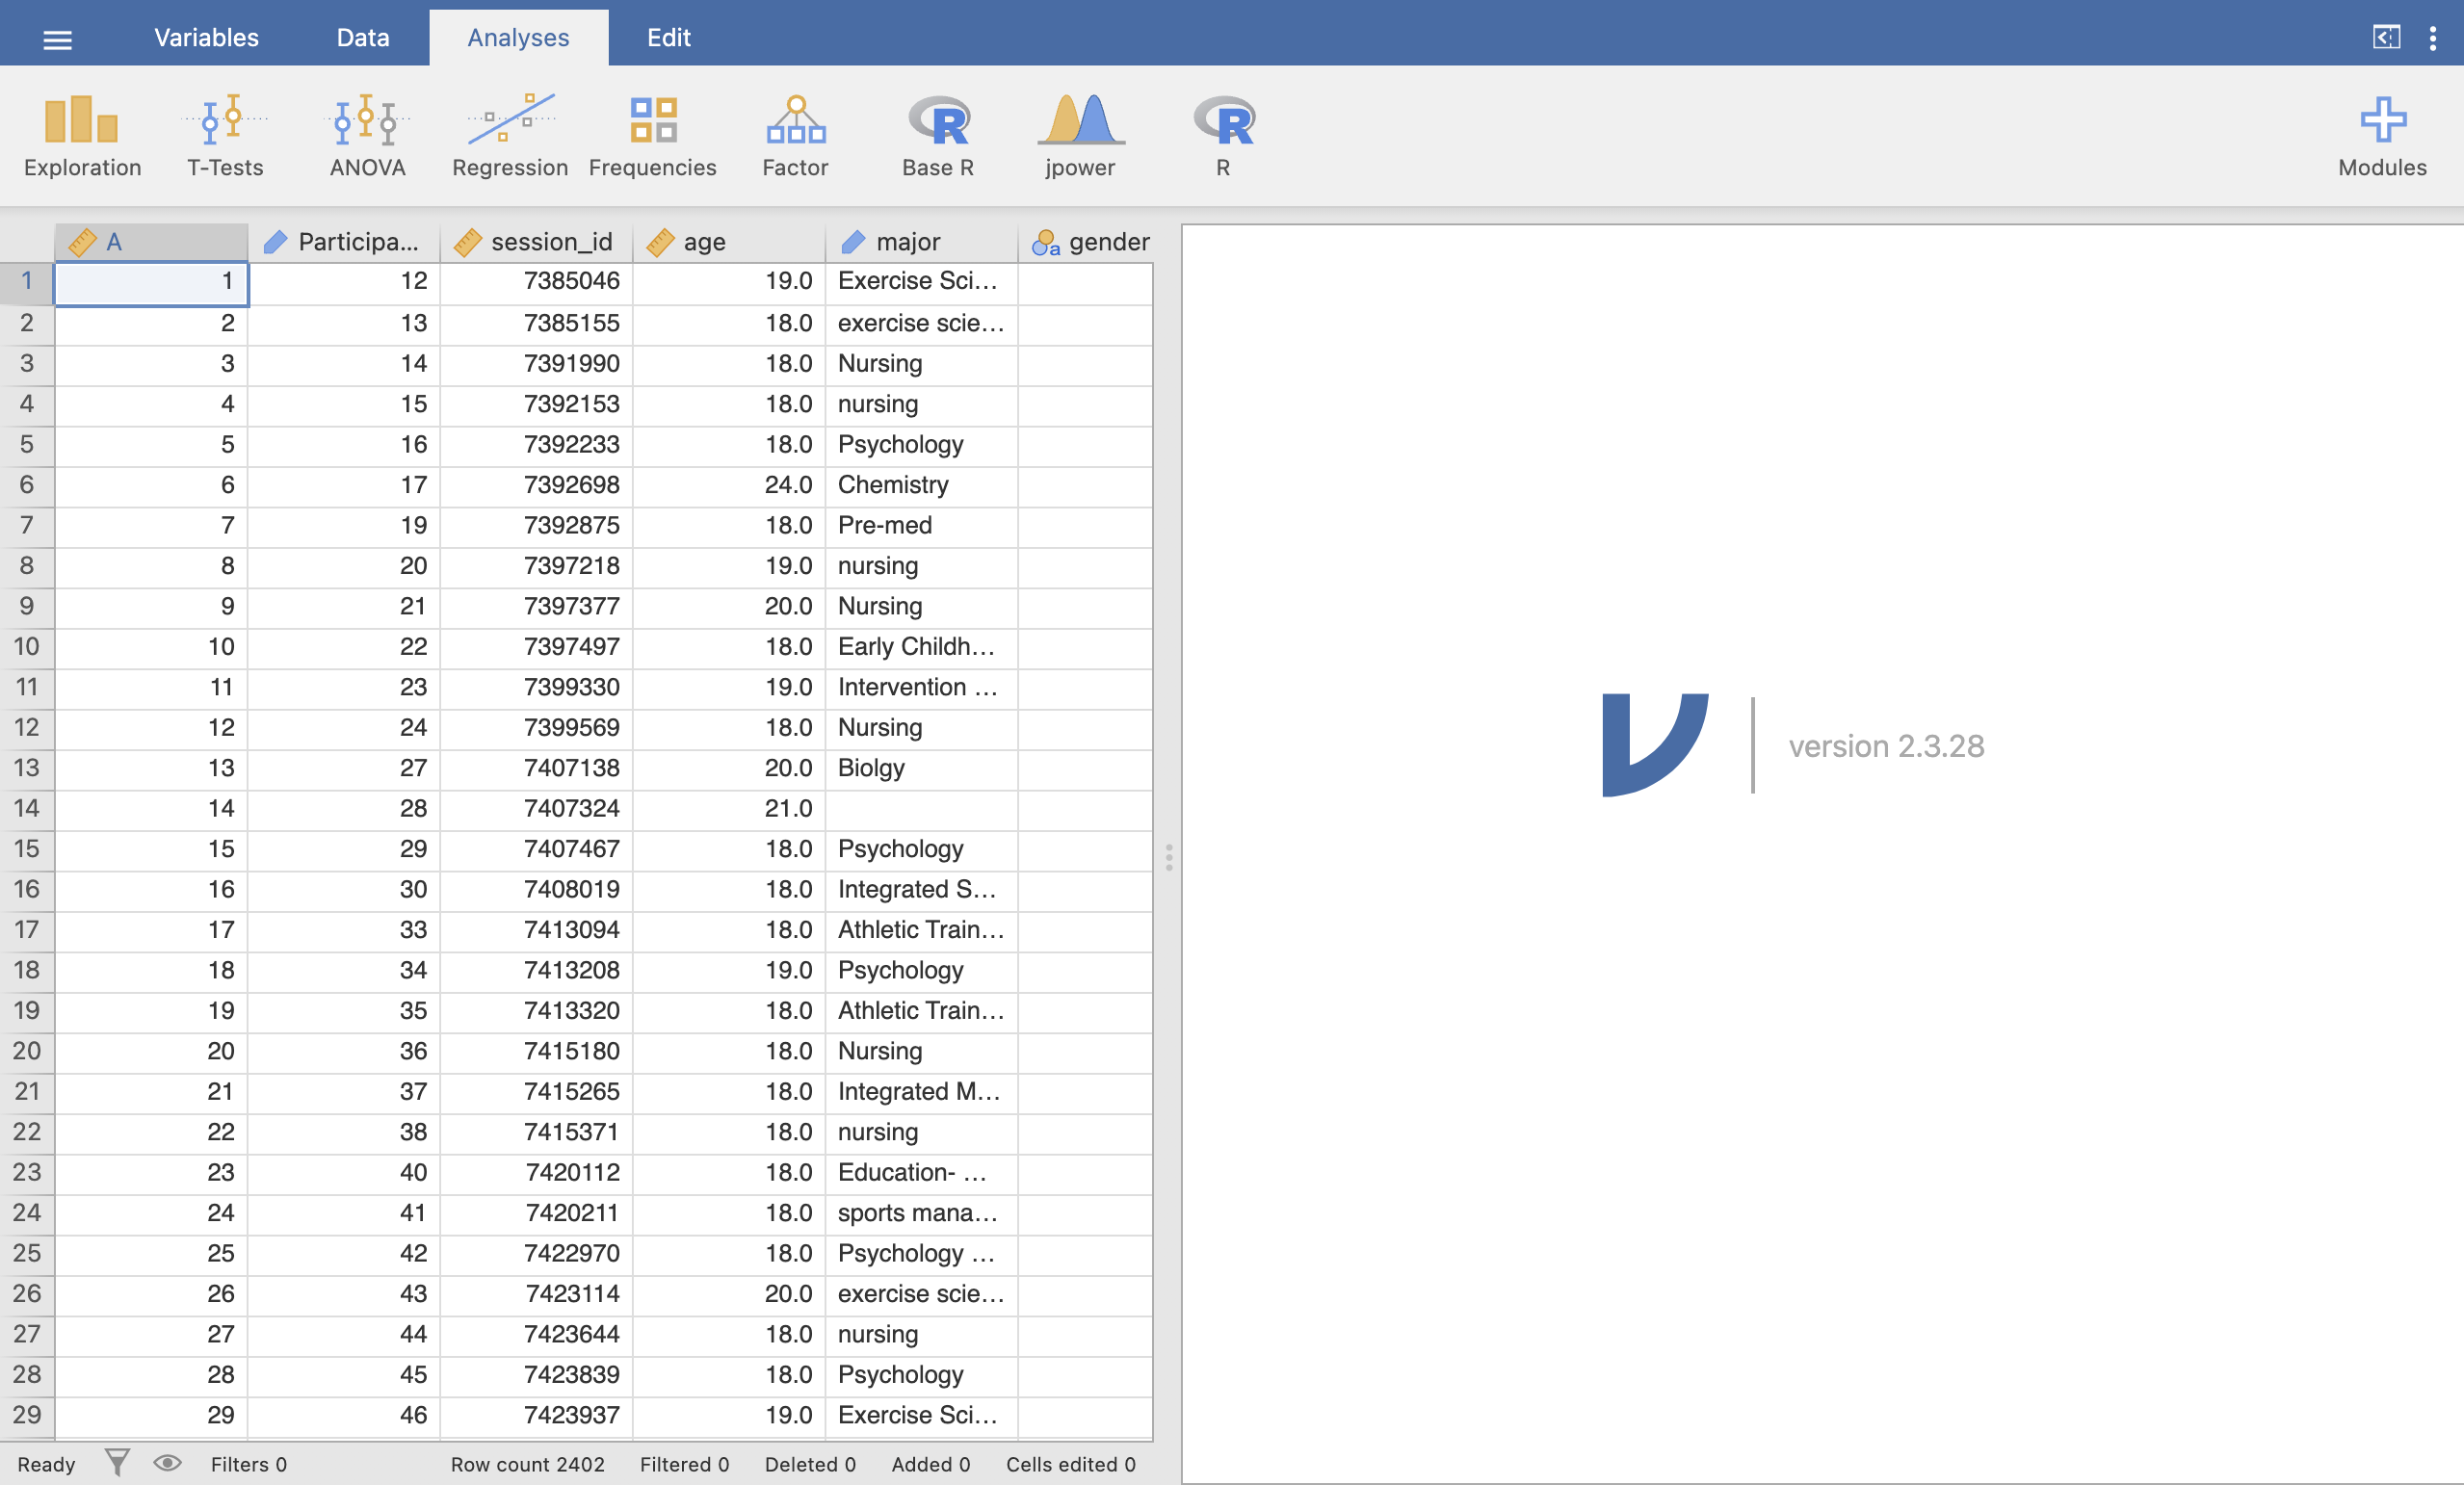 Variables Data Analyses Edit
Exploration T-Tests ANOVA Regression Frequencies Factor Base R jpower R Modules
A Participa... session_id age major gender
1 1 12 7385046 19.0 Exercise Sci...
2 2 13 7385155 18.0 exercise scie...
3 3 14 7391990 18.0 Nursing
4 4 15 7392153 18.0 nursing
5 5 16 7392233 18.0 Psychology
6 6 17 7392698 24.0 Chemistry
7 7 19 7392875 18.0 Pre-med
8 8 20 7397218 19.0 nursing
9 9 21 7397377 20.0 Nursing
10 10 22 7397497 18.0 Early Childh...
11 11 23 7399330 19.0 Intervention ...
12 12 24 7399569 18.0 Nursing
13 13 27 7407138 20.0 Biolgy
14 14 28 7407324 21.0
15 15 29 7407467 18.0 Psychology
16 16 30 7408019 18.0 Integrated S...
17 17 33 7413094 18.0 Athletic Train...
18 18 34 7413208 19.0 Psychology
19 19 35 7413320 18.0 Athletic Train...
20 20 36 7415180 18.0 Nursing
21 21 37 7415265 18.0 Integrated M...
22 22 38 7415371 18.0 nursing
23 23 40 7420112 18.0 Education- ...
24 24 41 7420211 18.0 sports mana...
25 25 42 7422970 18.0 Psychology ...
26 26 43 7423114 20.0 exercise scie...
27 27 44 7423644 18.0 nursing
28 28 45 7423839 18.0 Psychology
29 29 46 7423937 19.0 Exercise Sci...
Ready Filters 0 Row count 2402 Filtered 0 Deleted 0 Added 0 Cells edited 0
version 2.3.28